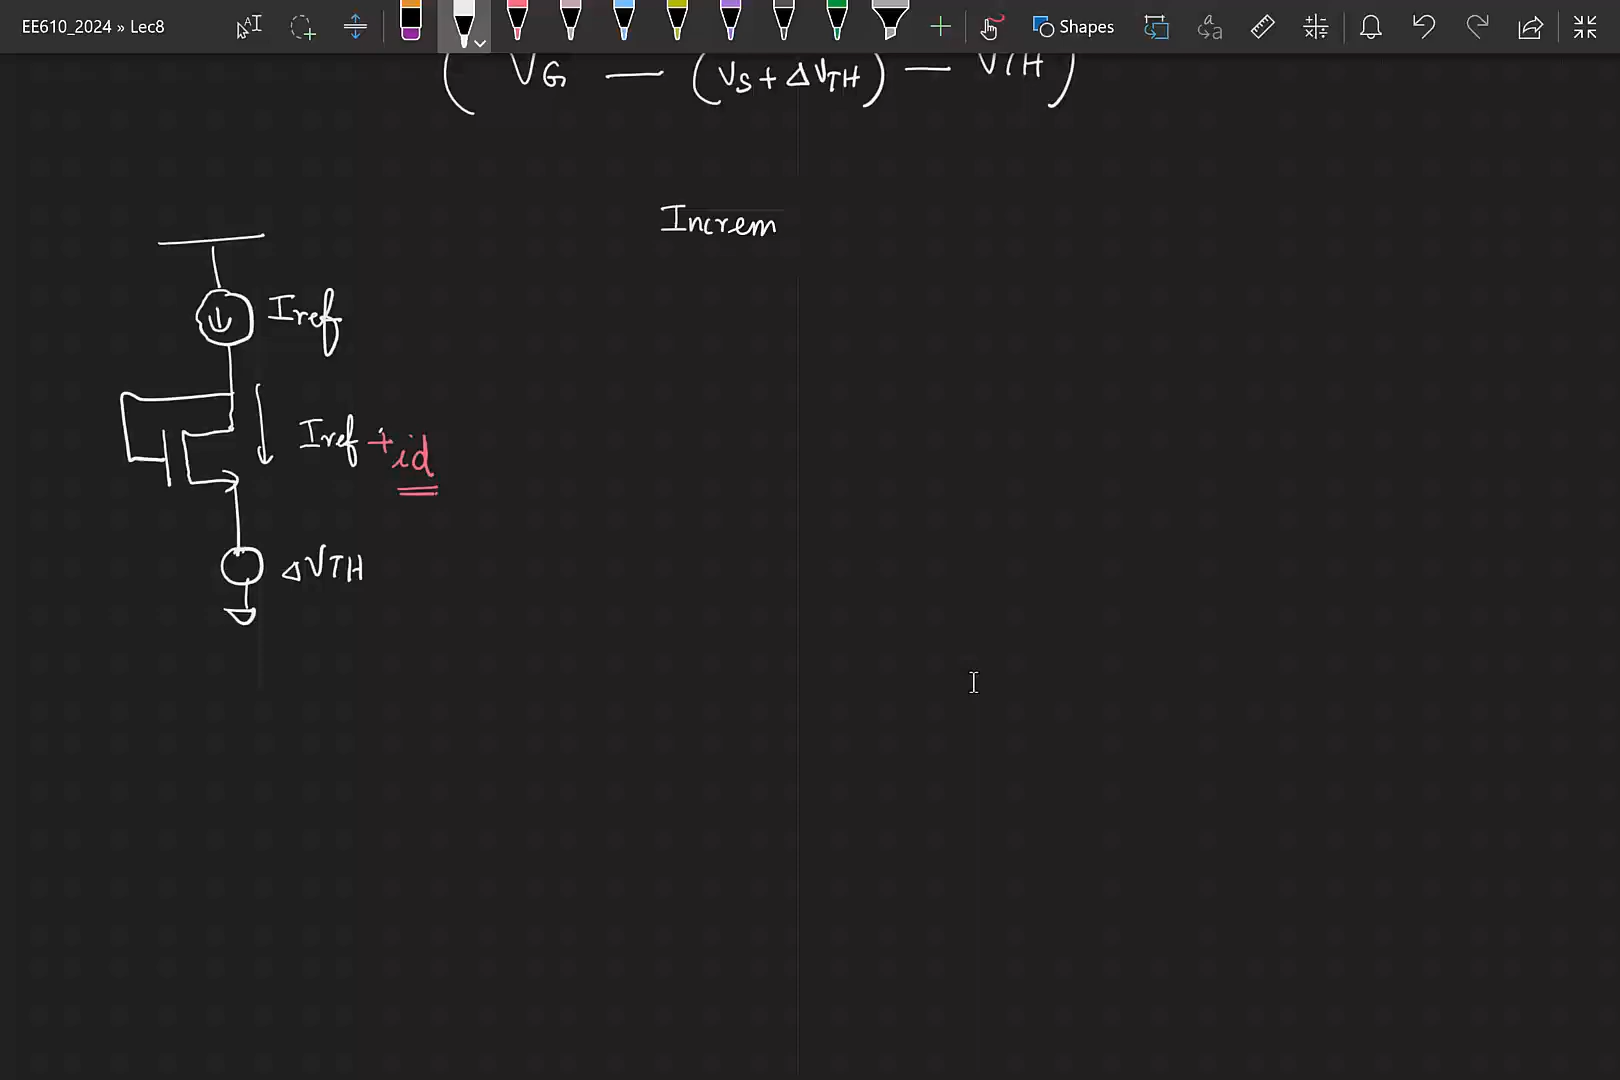 EE610_2024 » Lec8
Shapes
( VG — (VS + ΔVTH) — VTH )
Increm
Iref
Iref + id
ΔVTH